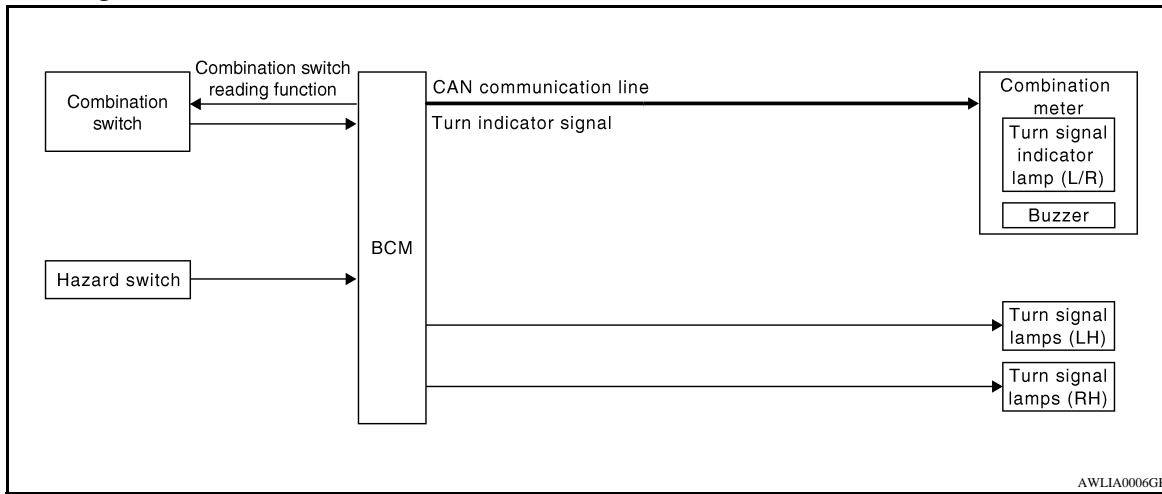 Combination switch
reading function
Combination
switch
CAN communication line
Turn indicator signal
Combination
meter
Turn signal
indicator
lamp (L/R)
Buzzer
BCM
Hazard switch
Turn signal
lamps (LH)
Turn signal
lamps (RH)